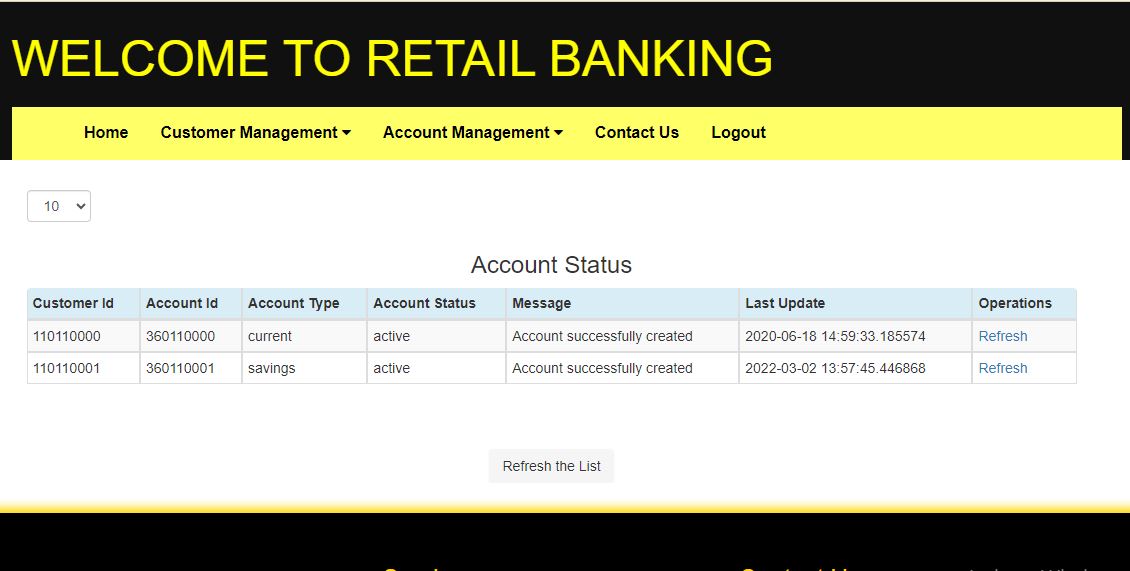 WELCOME TO RETAIL BANKING
Home Customer Management Account Management Contact Us Logout
10
Account Status
Customer Id Account Id Account Type Account Status Message Last Update Operations
110110000 360110000 current active Account successfully created 2020-06-18 14:59:33.185574 Refresh
110110001 360110001 savings active Account successfully created 2022-03-02 13:57:45.446868 Refresh
Refresh the List